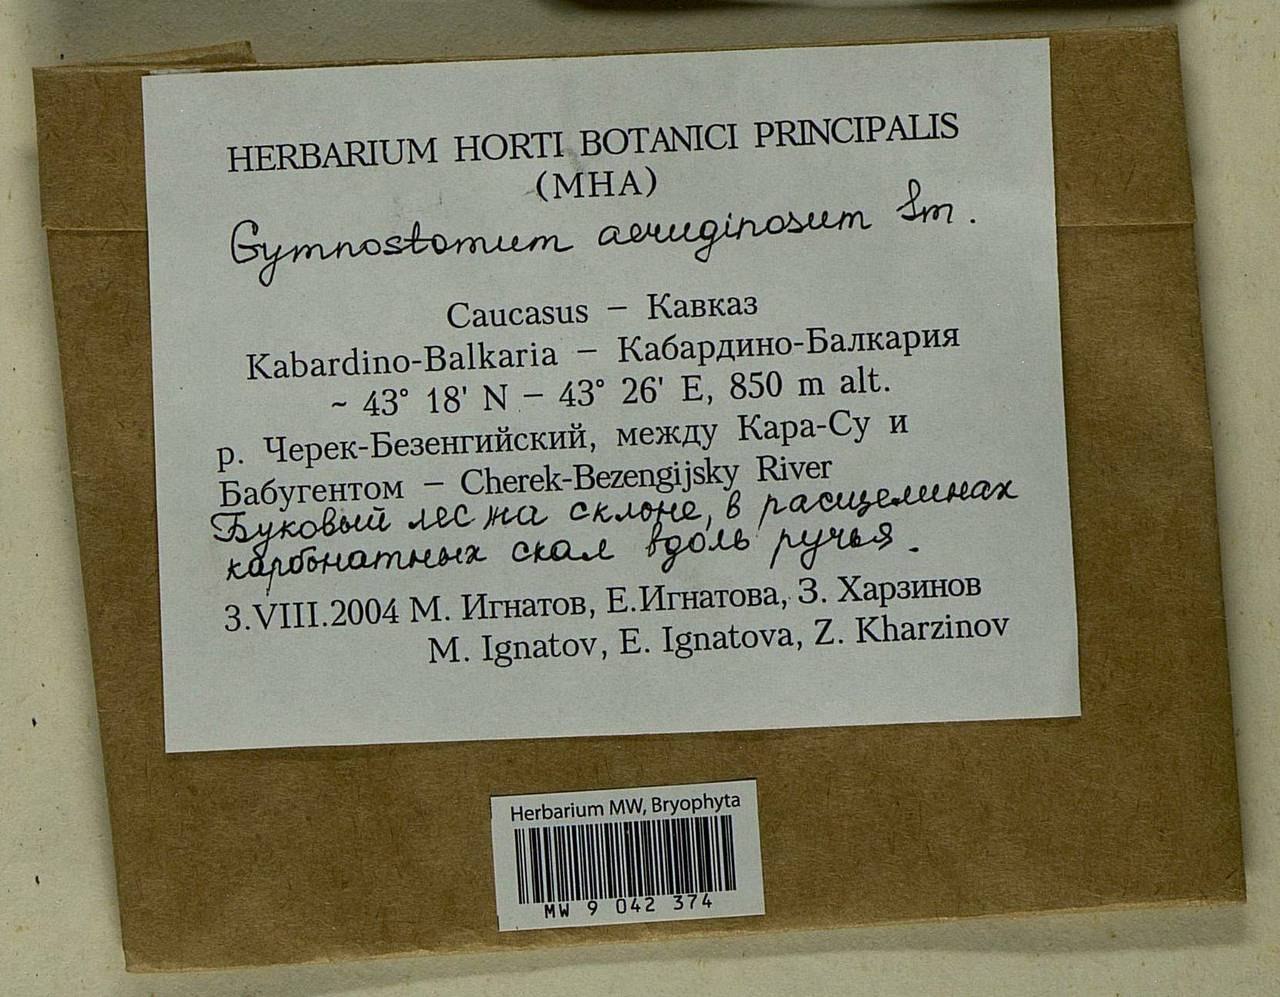 HERBARIUM HORTI BOTANICI PRINCIPALIS
(MHA)
Gymnostomum aeruginosum Sm.
Caucasus – Кавказ
Kabardino-Balkaria – Кабардино-Балкария
~ 43° 18' N – 43° 26' E, 850 m alt.
р. Черек-Безенгийский, между Кара-Су и
Бабугентом – Cherek-Bezengijsky River
Буковый лес на склоне, в расщелинах
карбонатных скал вдоль ручья.
3.VIII.2004 М. Игнатов, Е.Игнатова, З. Харзинов
M. Ignatov, E. Ignatova, Z. Kharzinov
Herbarium MW, Bryophyta
MW 9 042 374